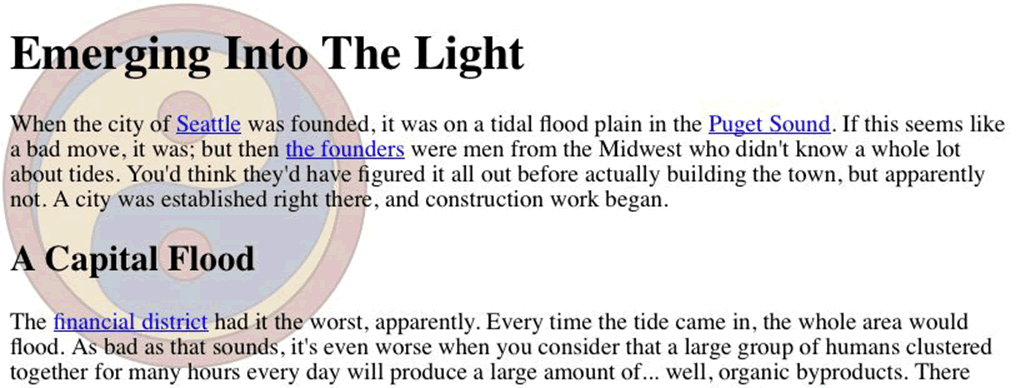 Emerging Into The Light
When the city of Seattle was founded, it was on a tidal flood plain in the Puget Sound. If this seems like
a bad move, it was; but then the founders were men from the Midwest who didn't know a whole lot
about tides. You'd think they'd have figured it all out before actually building the town, but apparently
not. A city was established right there, and construction work began.
A Capital Flood
The financial district had it the worst, apparently. Every time the tide came in, the whole area would
flood. As bad as that sounds, it's even worse when you consider that a large group of humans clustered
together for many hours every day will produce a large amount of... well, organic byproducts. There